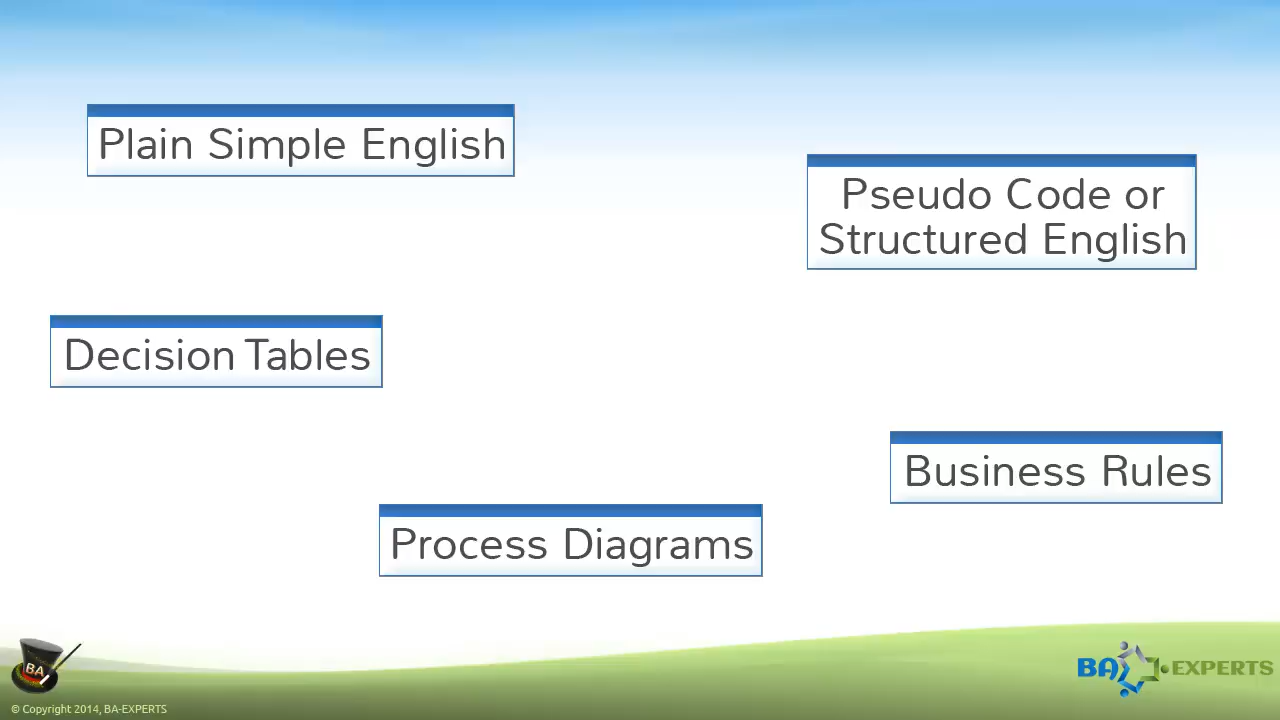 Plain Simple English
Pseudo Code or
Structured English
Decision Tables
Business Rules
Process Diagrams
BA
BA EXPERTS
© Copyright 2014, BA-EXPERTS